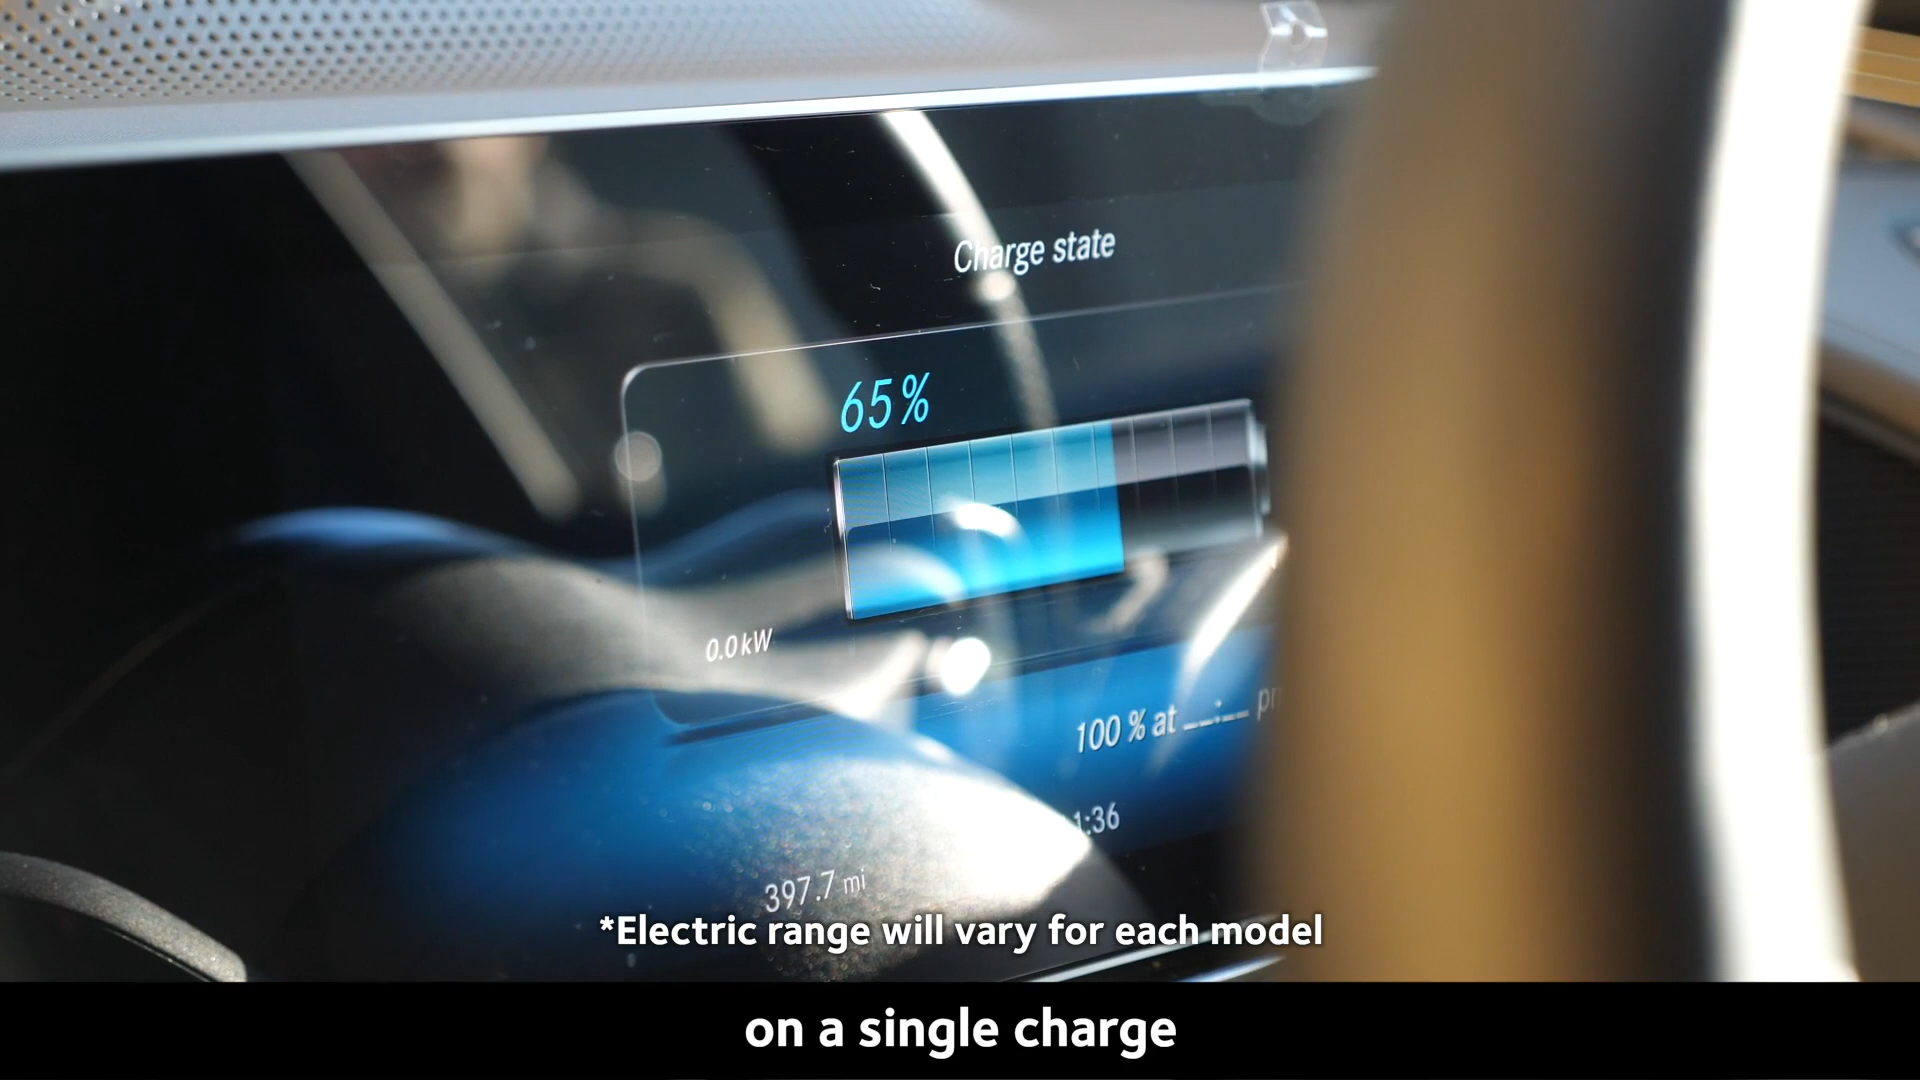 Charge state
65%
0.0 kW
100 % at --:--
1:36
397.7 mi
*Electric range will vary for each model
on a single charge